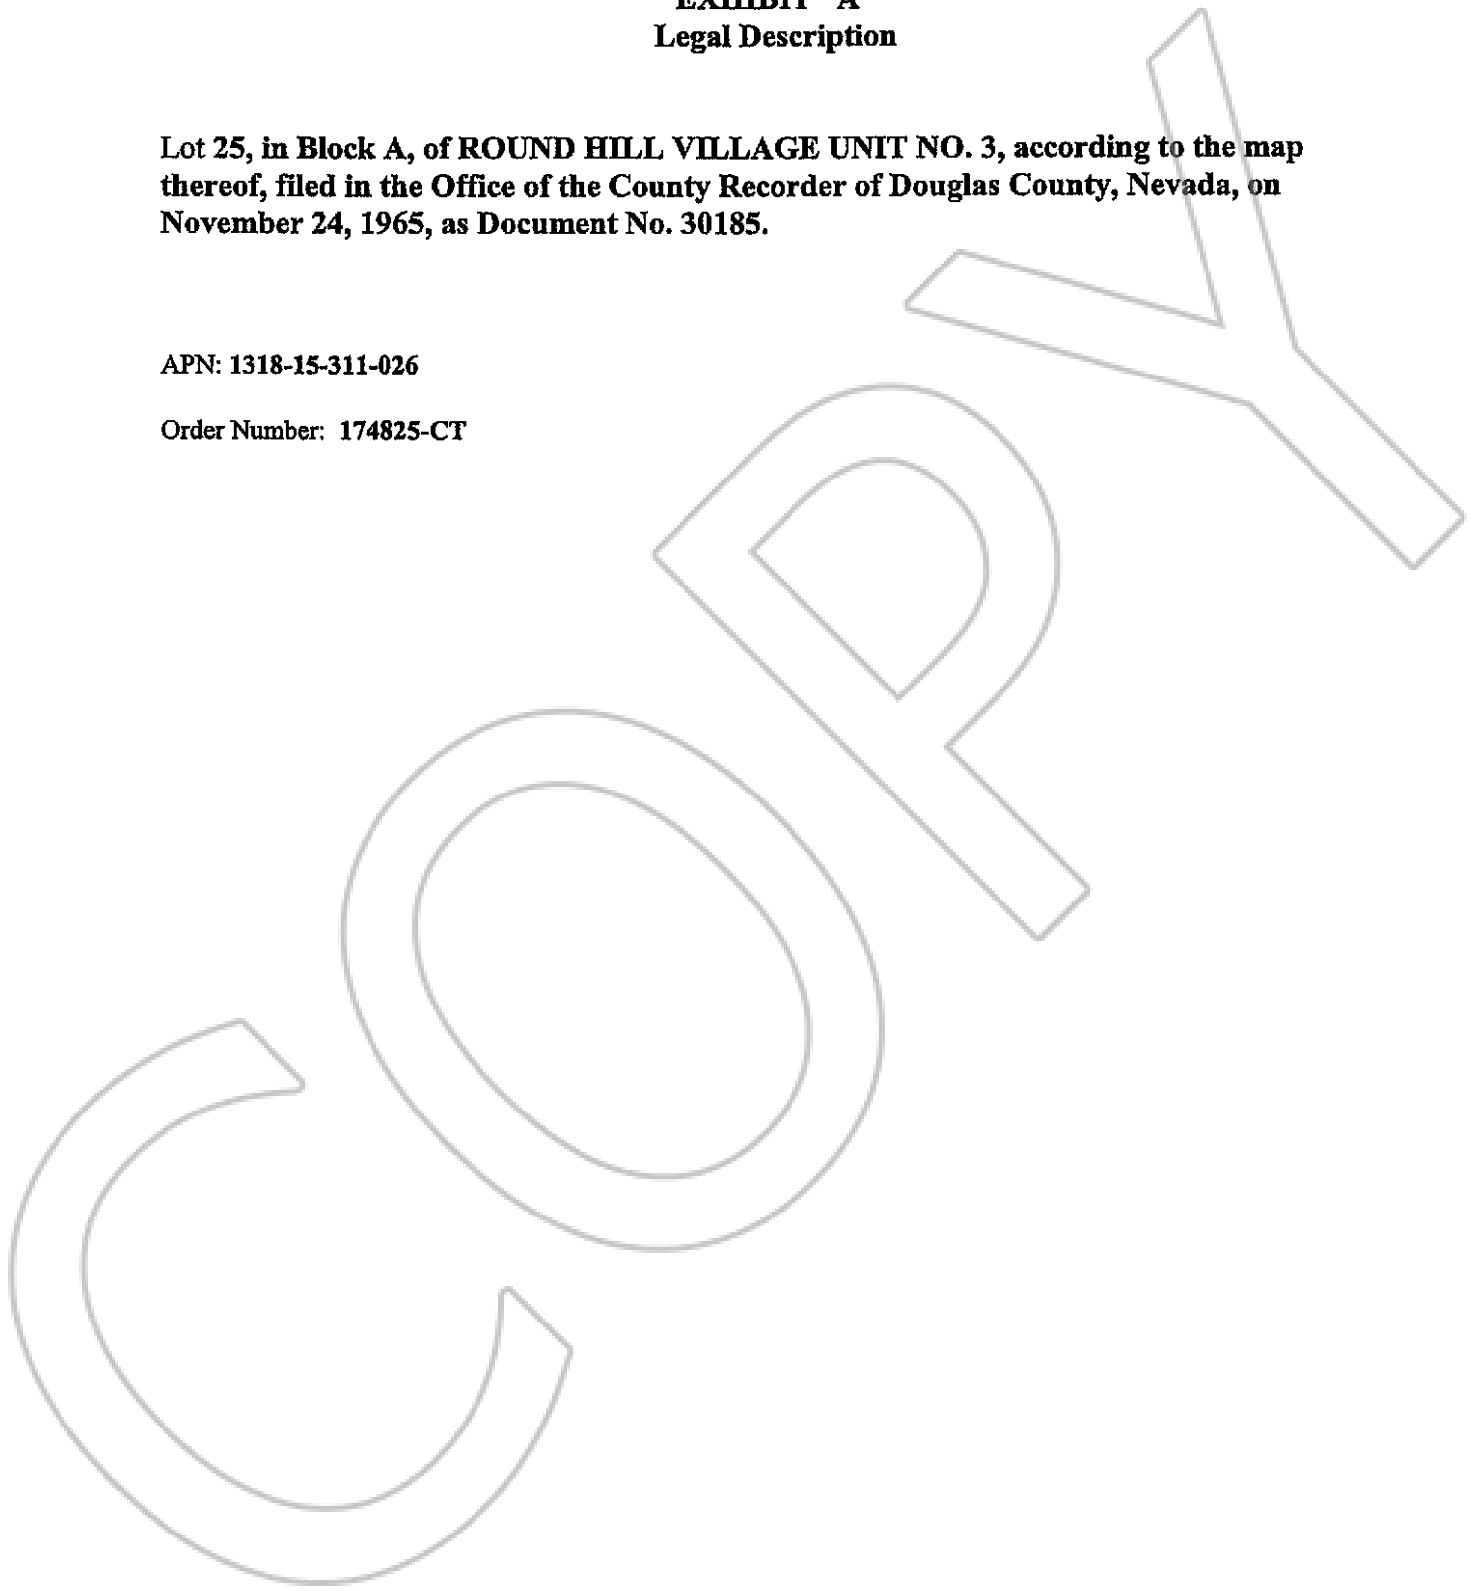 EXHIBIT "A"
Legal Description
Lot 25, in Block A, of ROUND HILL VILLAGE UNIT NO. 3, according to the map
thereof, filed in the Office of the County Recorder of Douglas County, Nevada, on
November 24, 1965, as Document No. 30185.
APN: 1318-15-311-026
Order Number: 174825-CT
COPY